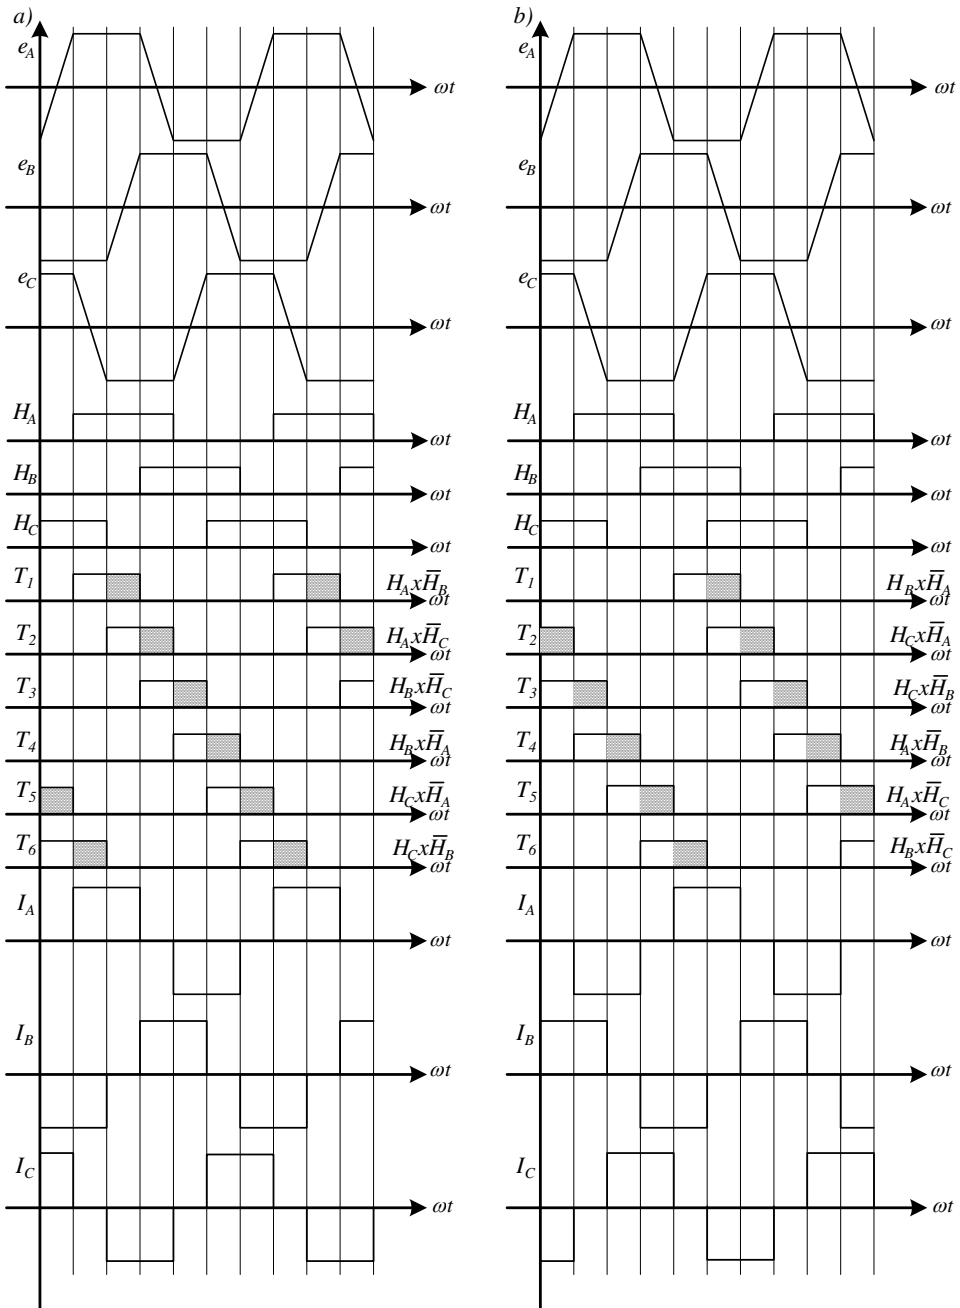 a)
e_A
ωt
e_B
ωt
e_C
ωt
H_A
ωt
H_B
ωt
H_C
ωt
T_1
H_A x H̅_B
ωt
T_2
H_A x H̅_C
ωt
T_3
H_B x H̅_C
ωt
T_4
H_B x H̅_A
ωt
T_5
H_C x H̅_A
ωt
T_6
H_C x H̅_B
ωt
I_A
ωt
I_B
ωt
I_C
ωt
b)
e_A
ωt
e_B
ωt
e_C
ωt
H_A
ωt
H_B
ωt
H_C
ωt
T_1
H_B x H̅_A
ωt
T_2
H_C x H̅_A
ωt
T_3
H_C x H̅_B
ωt
T_4
H_A x H̅_B
ωt
T_5
H_A x H̅_C
ωt
T_6
H_B x H̅_C
ωt
I_A
ωt
I_B
ωt
I_C
ωt